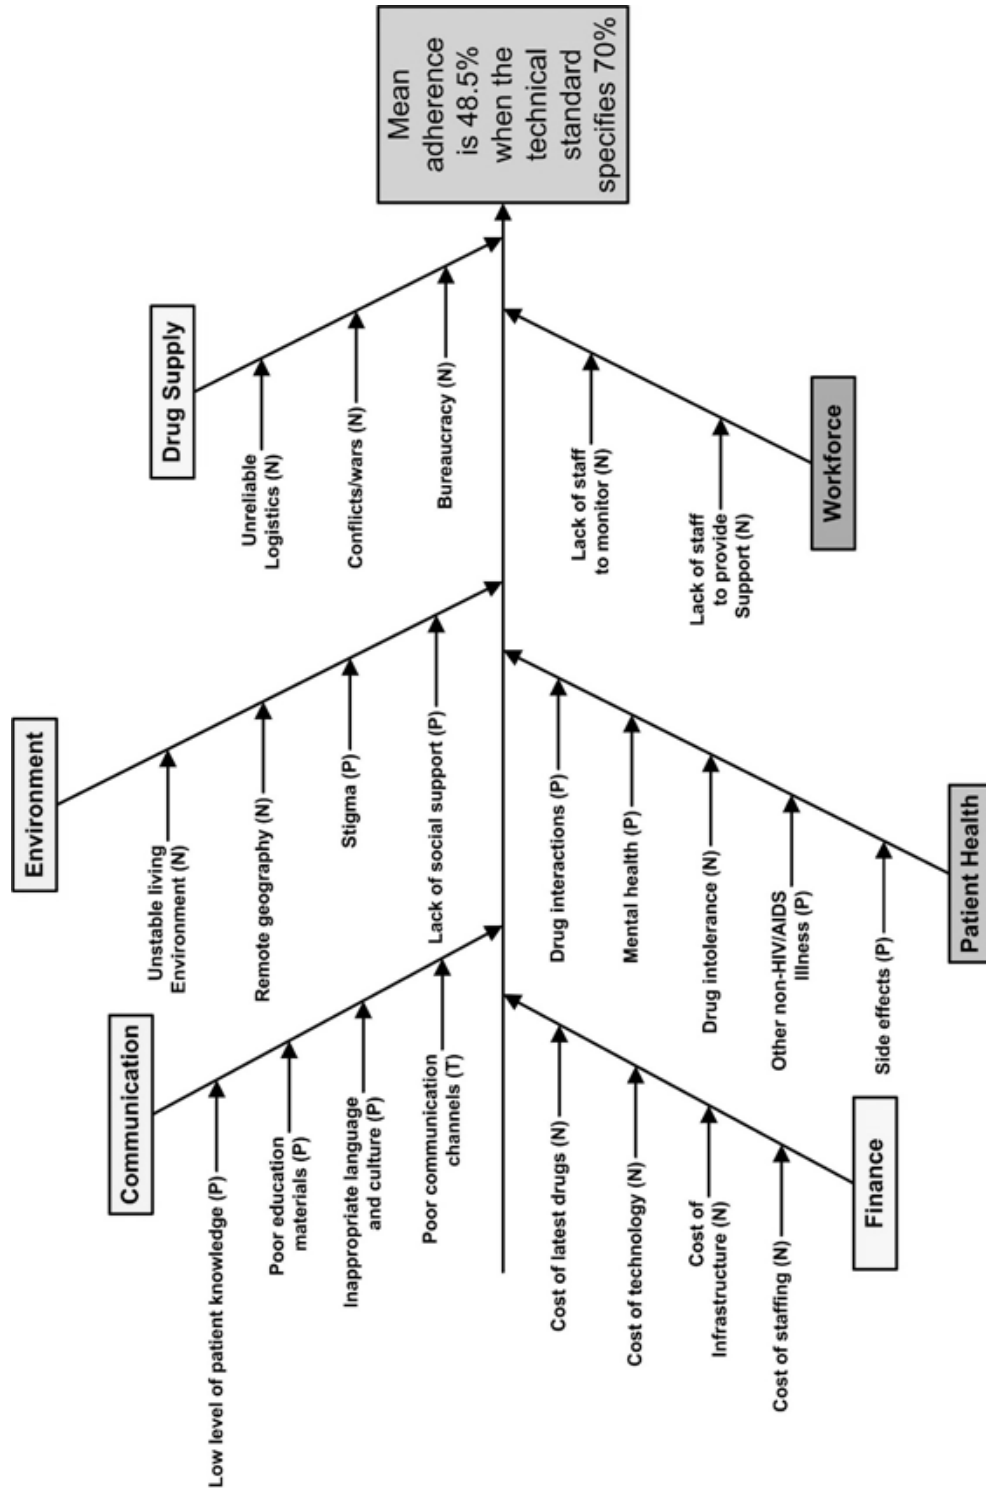 Communication
Low level of patient knowledge (P)
Poor education
materials (P)
Inappropriate language
and culture (P)
Poor communication
channels (T)
Environment
Unstable living
Environment (N)
Remote geography (N)
Stigma (P)
Lack of social support (P)
Drug Supply
Unreliable
Logistics (N)
Conflicts/wars (N)
Bureaucracy (N)
Mean
adherence
is 48.5%
when the
technical
standard
specifies 70%
Cost of latest drugs (N)
Cost of technology (N)
Cost of
Infrastructure (N)
Cost of staffing (N)
Finance
Drug interactions (P)
Mental health (P)
Drug intolerance (N)
Other non-HIV/AIDS
Illness (P)
Side effects (P)
Patient Health
Lack of staff
to monitor (N)
Lack of staff
to provide
Support (N)
Workforce